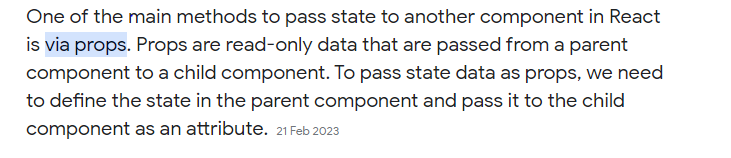 One of the main methods to pass state to another component in React
is via props. Props are read-only data that are passed from a parent
component to a child component. To pass state data as props, we need
to define the state in the parent component and pass it to the child
component as an attribute. 21 Feb 2023